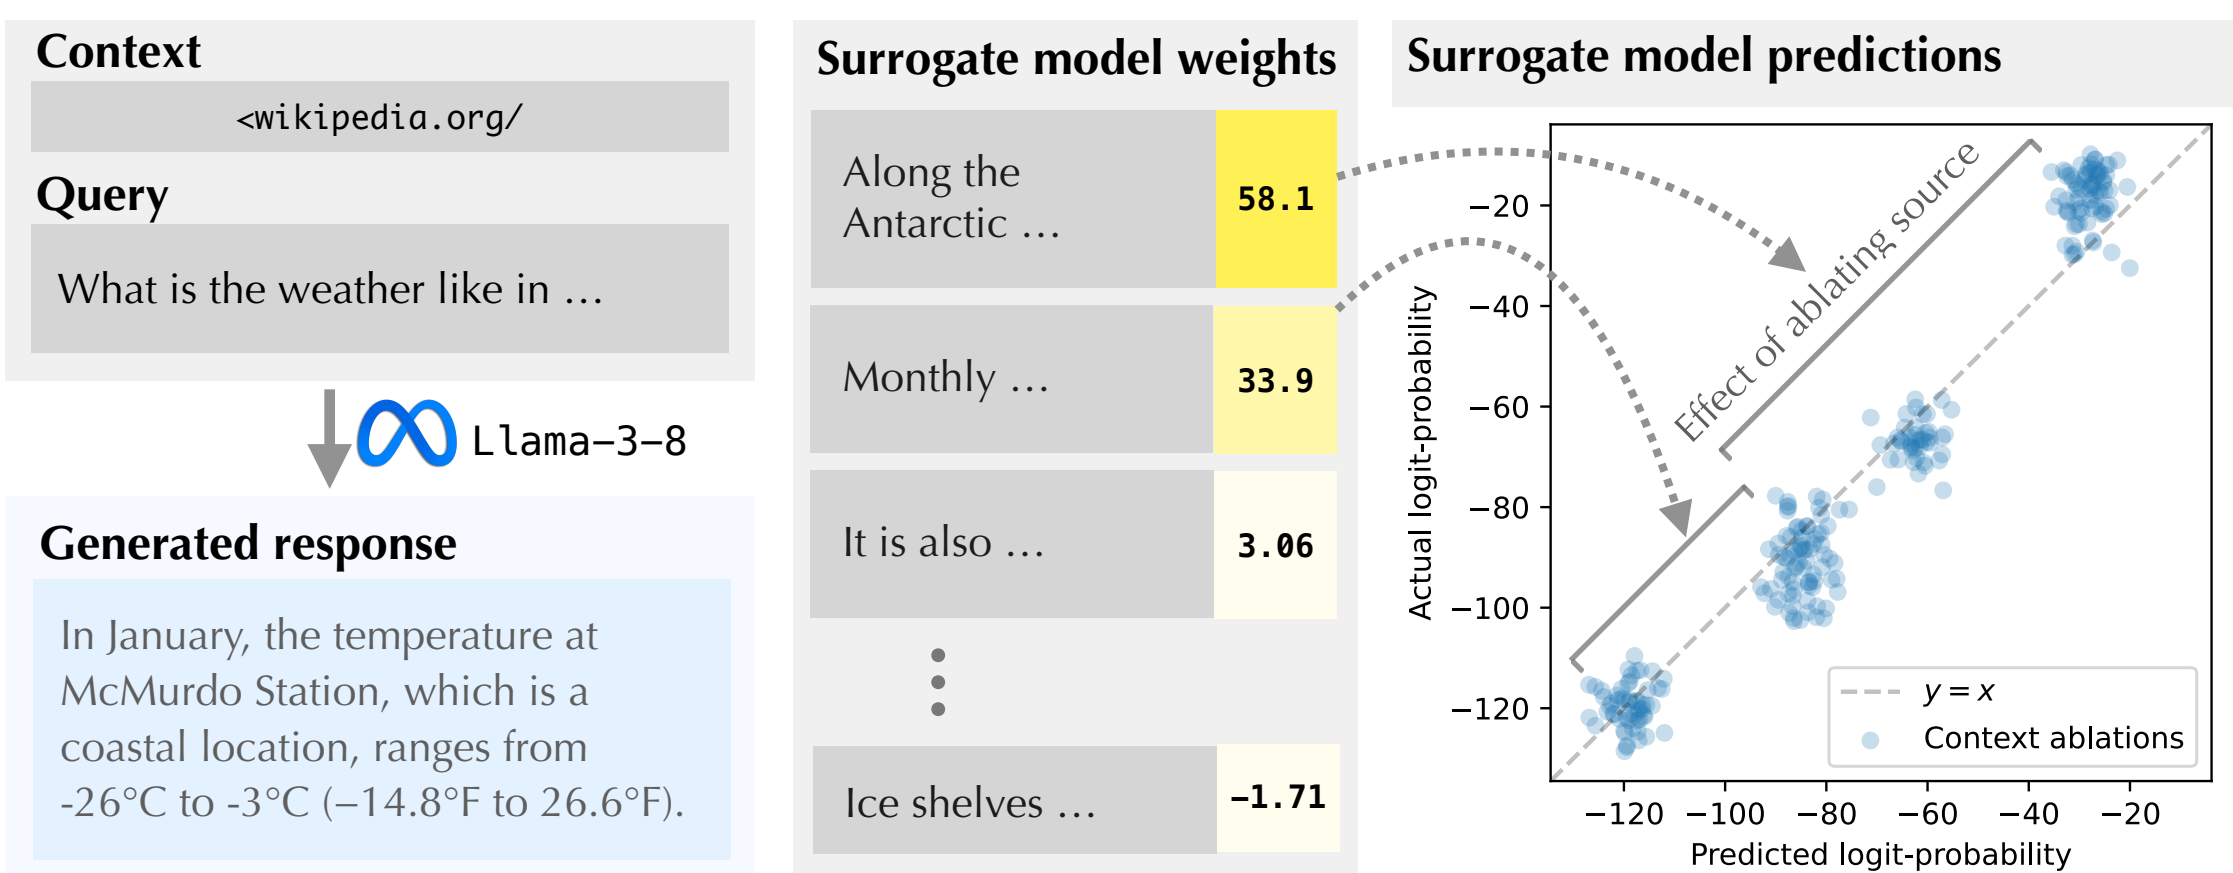 Context
<wikipedia.org/
Query
What is the weather like in …
Llama-3-8
Generated response
In January, the temperature at
McMurdo Station, which is a
coastal location, ranges from
-26°C to -3°C (−14.8°F to 26.6°F).
Surrogate model weights
Along the
Antarctic …
58.1
Monthly …
33.9
It is also …
3.06
Ice shelves …
−1.71
Surrogate model predictions
Effect of ablating source
Actual logit-probability
−20
−40
−60
−80
−100
−120
y = x
Context ablations
−120 −100 −80 −60 −40 −20
Predicted logit-probability